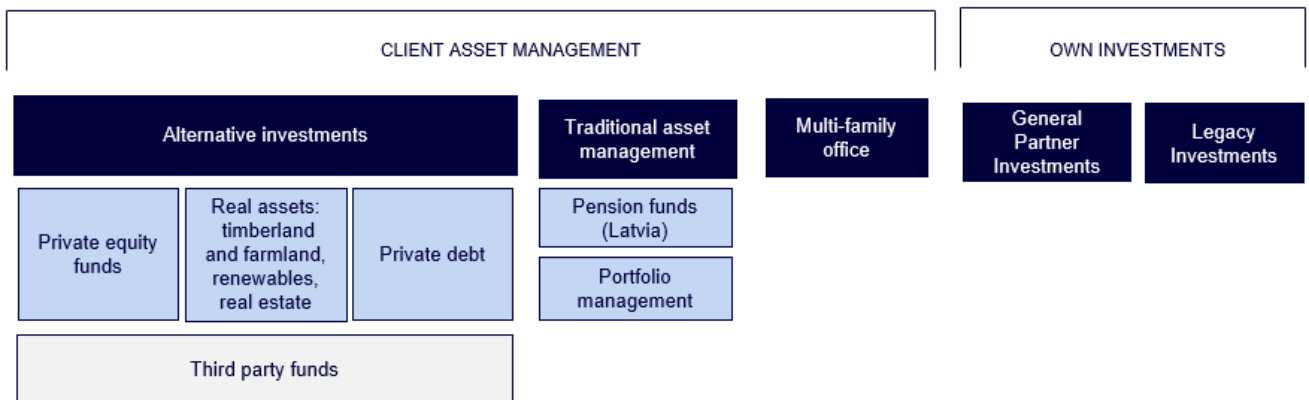 CLIENT ASSET MANAGEMENT
OWN INVESTMENTS
Alternative investments
Traditional asset
management
Multi-family
office
General
Partner
Investments
Legacy
Investments
Private equity
funds
Real assets:
timberland
and farmland,
renewables,
real estate
Private debt
Pension funds
(Latvia)
Portfolio
management
Third party funds